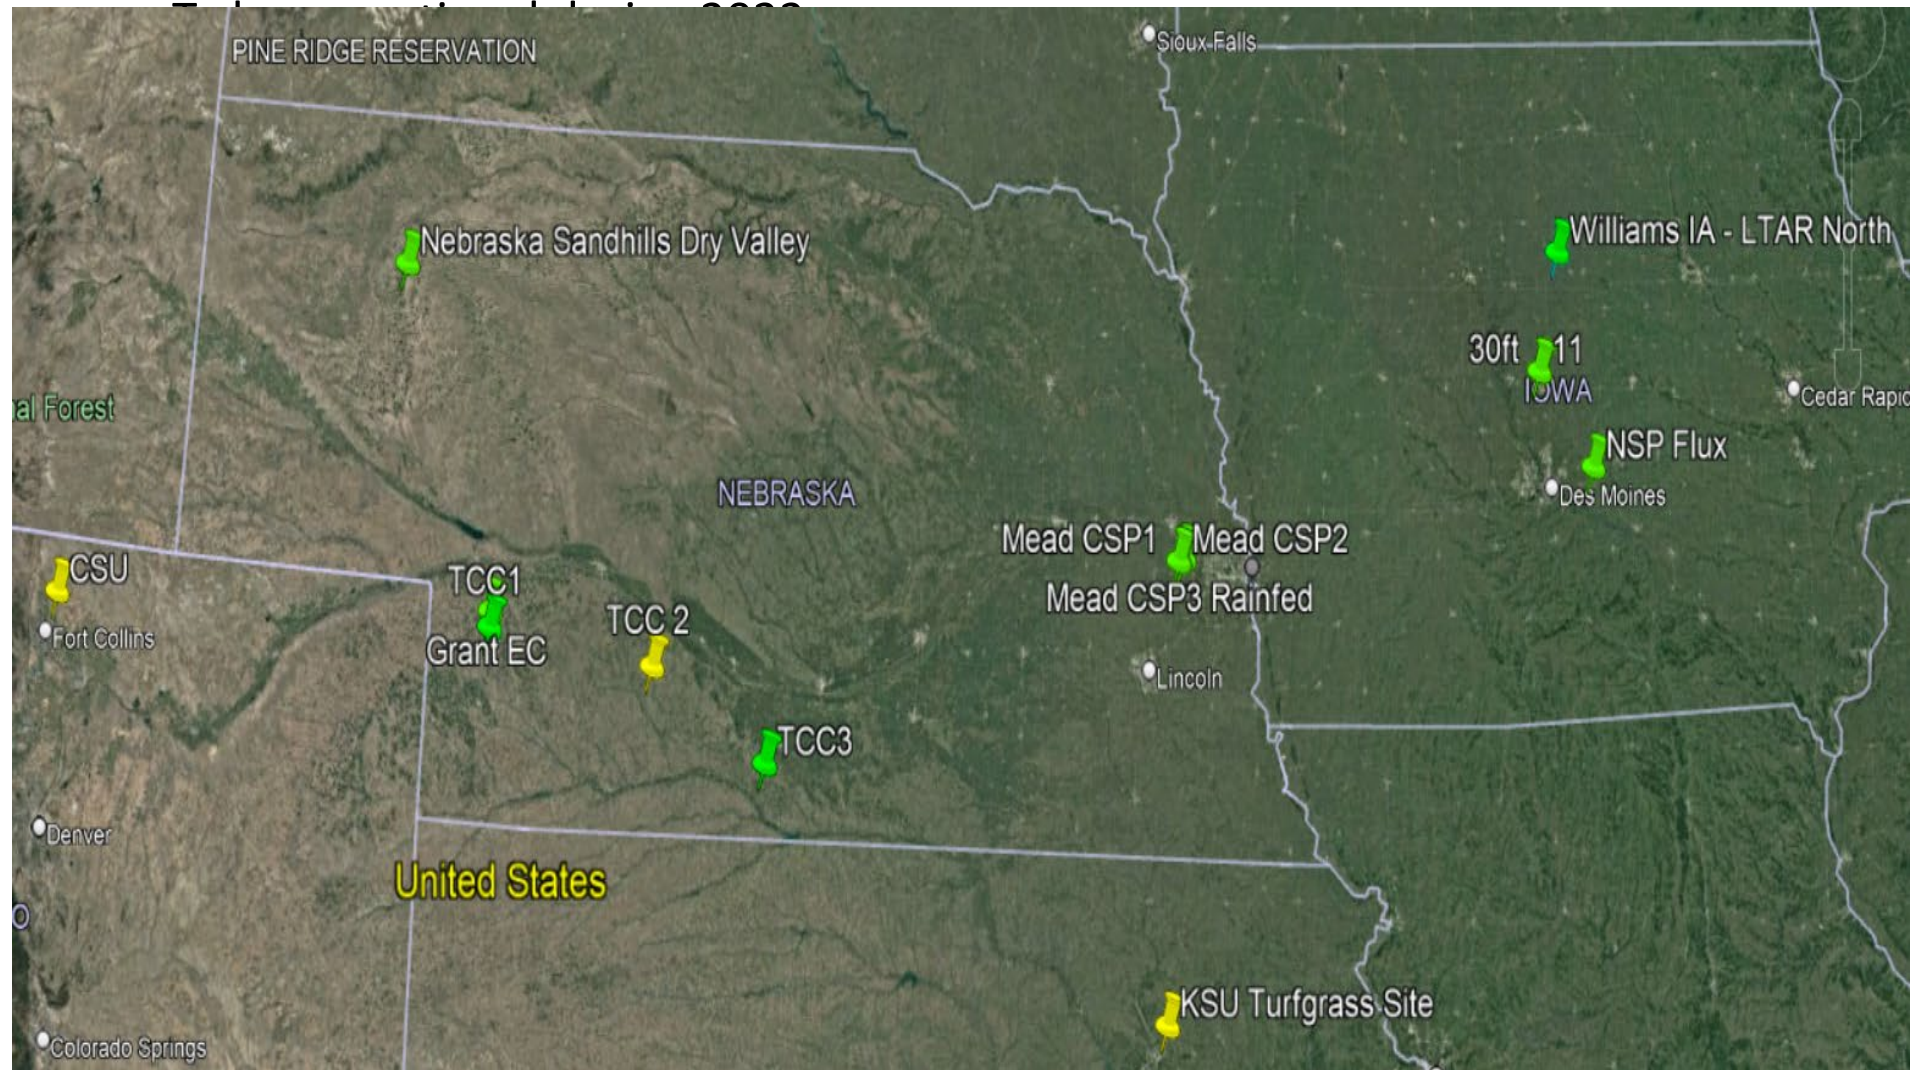 PINE RIDGE RESERVATION
Sioux Falls
Nebraska Sandhills Dry Valley
Williams IA - LTAR North
30ft 11
IOWA
Cedar Rapid
al Forest
NSP Flux
Des Moines
NEBRASKA
Mead CSP1 Mead CSP2
Mead CSP3 Rainfed
CSU
Fort Collins
TCC1
Grant EC
TCC 2
Lincoln
TCC3
Denver
United States
O
KSU Turfgrass Site
Colorado Springs